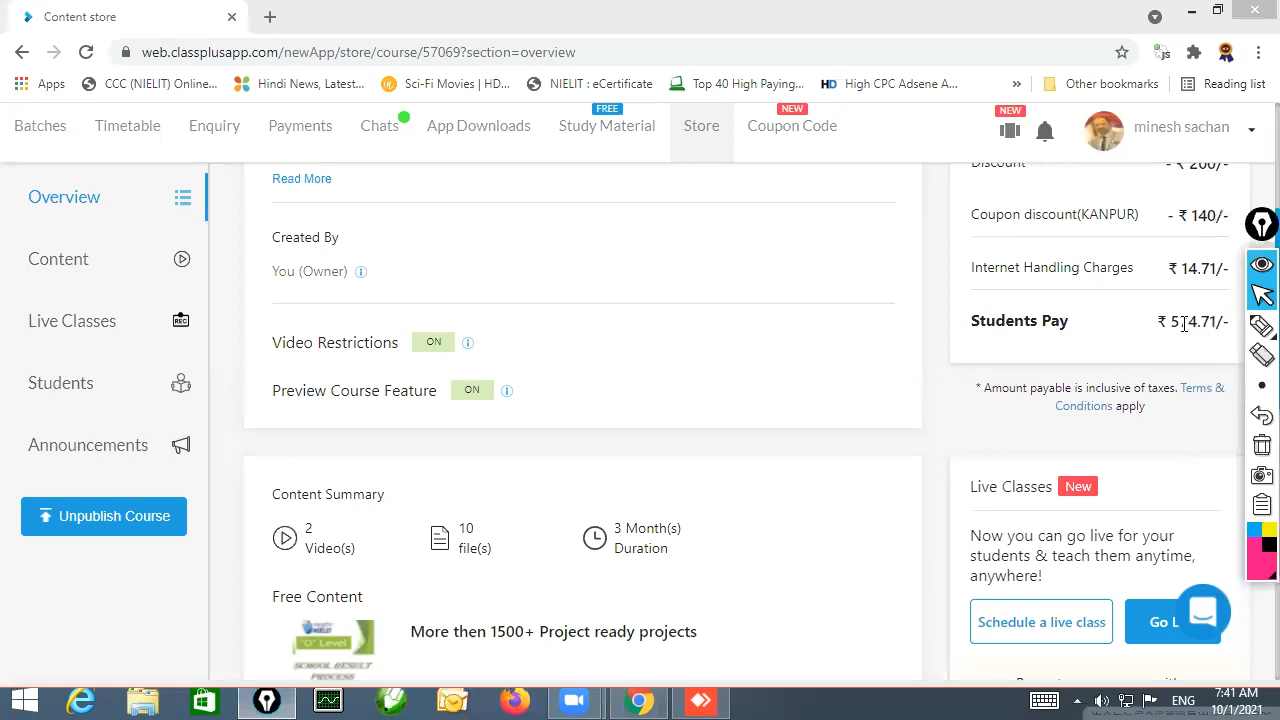 Content store
web.classplusapp.com/newApp/store/course/57069?section=overview
Apps CCC (NIELIT) Online... Hindi News, Latest... Sci-Fi Movies | HD... NIELIT : eCertificate Top 40 High Paying... HD High CPC Adsene A... » Other bookmarks Reading list
FREE NEW NEW
Batches Timetable Enquiry Payments Chats App Downloads Study Material Store Coupon Code minesh sachan
Overview
Content
Live Classes REC
Students
Announcements
Unpublish Course
Read More
Created By
You (Owner)
Video Restrictions ON
Preview Course Feature ON
Content Summary
2 Video(s)
10 file(s)
3 Month(s) Duration
Free Content
"O" Level
SCHOOL RESULT
PROCESS
More then 1500+ Project ready projects
Discount - ₹ 200/-
Coupon discount(KANPUR) - ₹ 140/-
Internet Handling Charges ₹ 14.71/-
Students Pay ₹ 514.71/-
* Amount payable is inclusive of taxes. Terms &
Conditions apply
Live Classes New
Now you can go live for your
students & teach them anytime,
anywhere!
Schedule a live class Go L
ENG
7:41 AM
10/1/2021